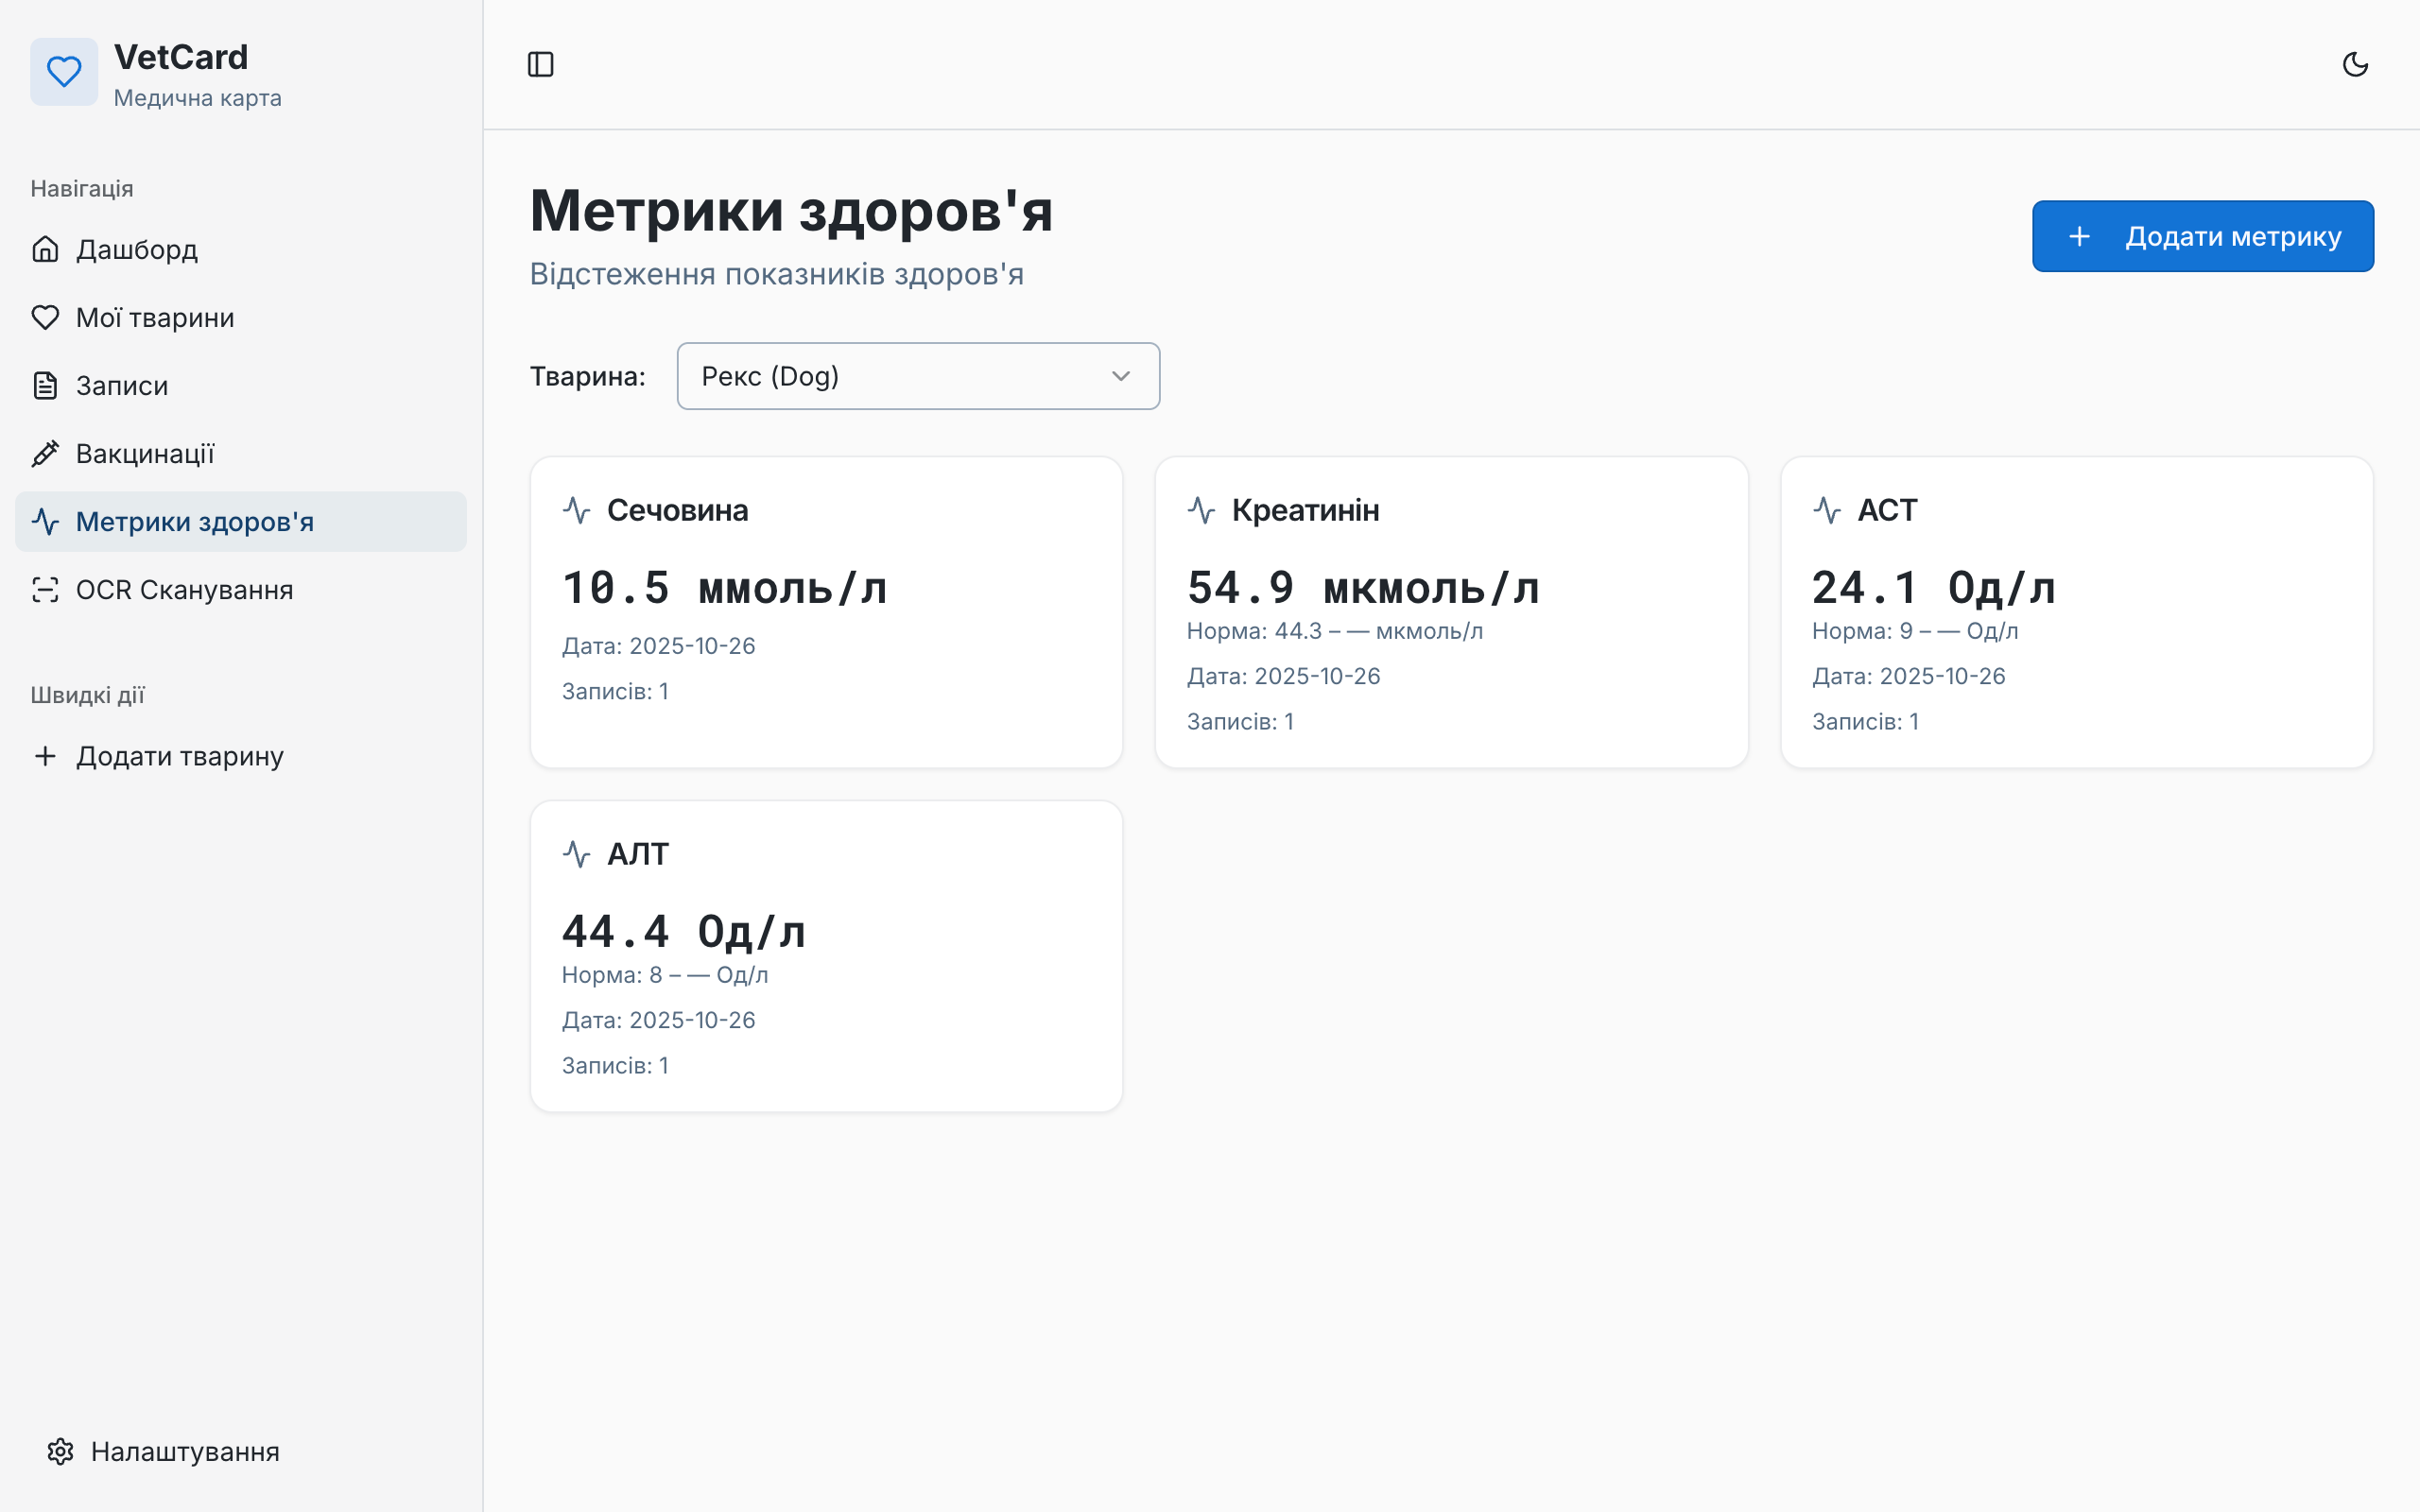 VetCard
Медична карта
Навігація
Дашборд
Мої тварини
Записи
Вакцинації
Метрики здоров'я
OCR Сканування
Швидкі дії
Додати тварину
Налаштування
Метрики здоров'я
Відстеження показників здоров'я
Додати метрику
Тварина:
Рекс (Dog)
Сечовина
10.5 ммоль/л
Дата: 2025-10-26
Записів: 1
Креатинін
54.9 мкмоль/л
Норма: 44.3 – — мкмоль/л
Дата: 2025-10-26
Записів: 1
АСТ
24.1 Од/л
Норма: 9 – — Од/л
Дата: 2025-10-26
Записів: 1
АЛТ
44.4 Од/л
Норма: 8 – — Од/л
Дата: 2025-10-26
Записів: 1